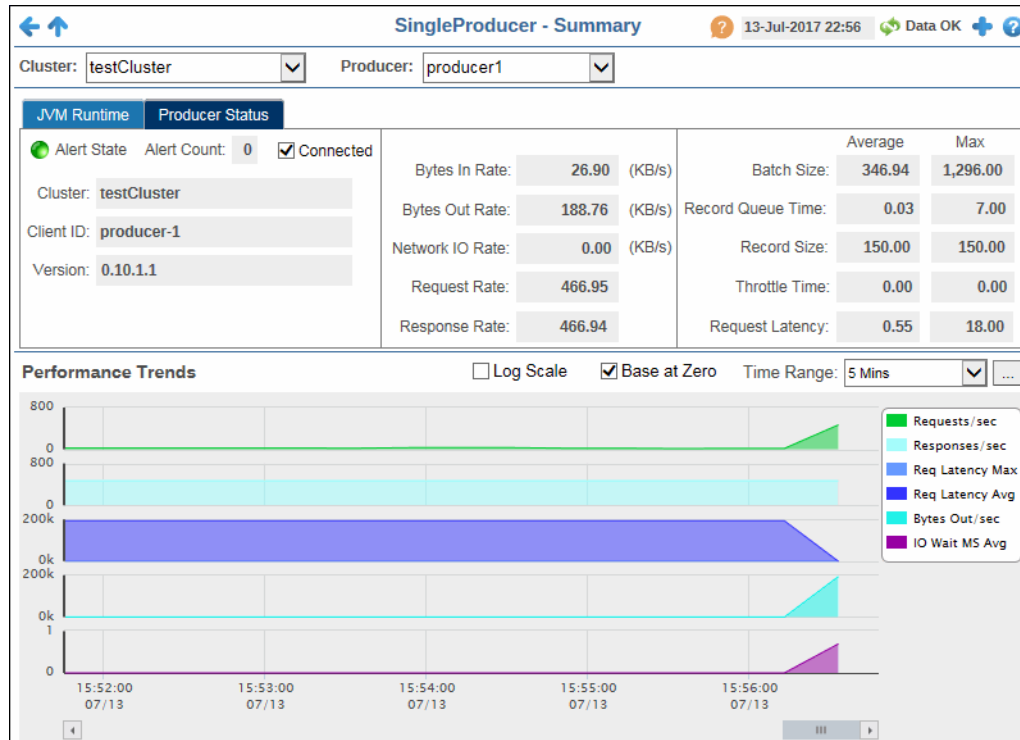 SingleProducer - Summary
13-Jul-2017 22:56 Data OK
Cluster: testCluster Producer: producer1
JVM Runtime Producer Status
Alert State Alert Count: 0 Connected
Cluster: testCluster
Client ID: producer-1
Version: 0.10.1.1
Bytes In Rate: 26.90 (KB/s)
Bytes Out Rate: 188.76 (KB/s)
Network IO Rate: 0.00 (KB/s)
Request Rate: 466.95
Response Rate: 466.94
Average Max
Batch Size: 346.94 1,296.00
Record Queue Time: 0.03 7.00
Record Size: 150.00 150.00
Throttle Time: 0.00 0.00
Request Latency: 0.55 18.00
Performance Trends Log Scale Base at Zero Time Range: 5 Mins ...
800
0
800
0
200k
0k
200k
0k
1
0
15:52:00 15:53:00 15:54:00 15:55:00 15:56:00
07/13 07/13 07/13 07/13 07/13
Requests/sec
Responses/sec
Req Latency Max
Req Latency Avg
Bytes Out/sec
IO Wait MS Avg